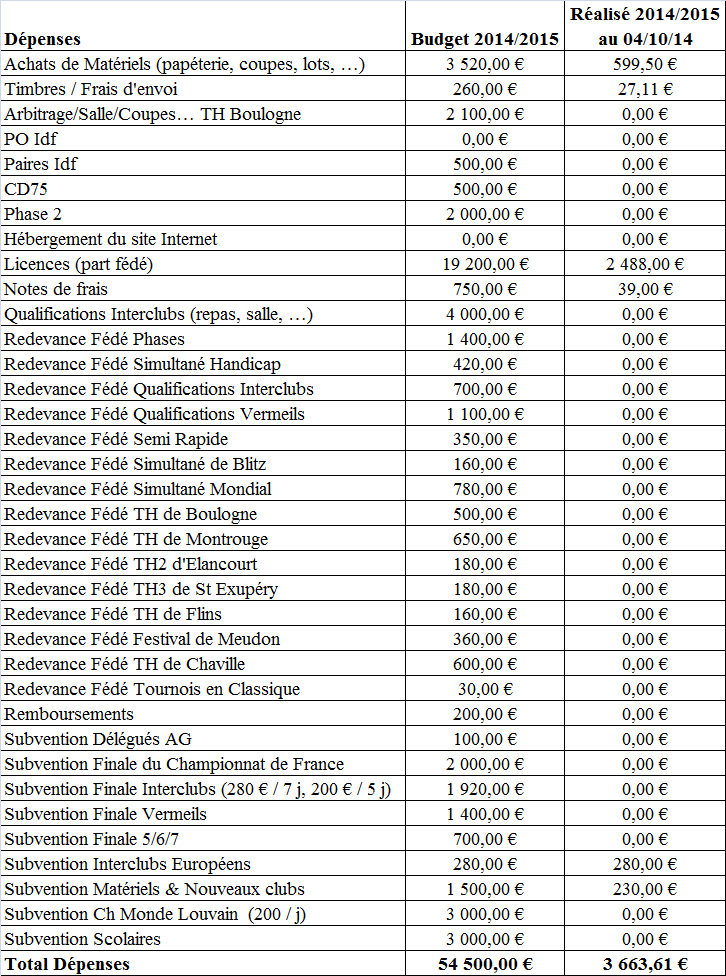 Réalisé 2014/2015
Dépenses Budget 2014/2015 au 04/10/14
Achats de Matériels (papéterie, coupes, lots, …) 3 520,00 € 599,50 €
Timbres / Frais d'envoi 260,00 € 27,11 €
Arbitrage/Salle/Coupes… TH Boulogne 2 100,00 € 0,00 €
PO Idf 0,00 € 0,00 €
Paires Idf 500,00 € 0,00 €
CD75 500,00 € 0,00 €
Phase 2 2 000,00 € 0,00 €
Hébergement du site Internet 0,00 € 0,00 €
Licences (part fédé) 19 200,00 € 2 488,00 €
Notes de frais 750,00 € 39,00 €
Qualifications Interclubs (repas, salle, …) 4 000,00 € 0,00 €
Redevance Fédé Phases 1 400,00 € 0,00 €
Redevance Fédé Simultané Handicap 420,00 € 0,00 €
Redevance Fédé Qualifications Interclubs 700,00 € 0,00 €
Redevance Fédé Qualifications Vermeils 1 100,00 € 0,00 €
Redevance Fédé Semi Rapide 350,00 € 0,00 €
Redevance Fédé Simultané de Blitz 160,00 € 0,00 €
Redevance Fédé Simultané Mondial 780,00 € 0,00 €
Redevance Fédé TH de Boulogne 500,00 € 0,00 €
Redevance Fédé TH de Montrouge 650,00 € 0,00 €
Redevance Fédé TH2 d'Elancourt 180,00 € 0,00 €
Redevance Fédé TH3 de St Exupéry 180,00 € 0,00 €
Redevance Fédé TH de Flins 160,00 € 0,00 €
Redevance Fédé Festival de Meudon 360,00 € 0,00 €
Redevance Fédé TH de Chaville 600,00 € 0,00 €
Redevance Fédé Tournois en Classique 30,00 € 0,00 €
Remboursements 200,00 € 0,00 €
Subvention Délégués AG 100,00 € 0,00 €
Subvention Finale du Championnat de France 2 000,00 € 0,00 €
Subvention Finale Interclubs (280 € / 7 j, 200 € / 5 j) 1 920,00 € 0,00 €
Subvention Finale Vermeils 1 400,00 € 0,00 €
Subvention Finale 5/6/7 700,00 € 0,00 €
Subvention Interclubs Européens 280,00 € 280,00 €
Subvention Matériels & Nouveaux clubs 1 500,00 € 230,00 €
Subvention Ch Monde Louvain (200 / j) 3 000,00 € 0,00 €
Subvention Scolaires 3 000,00 € 0,00 €
Total Dépenses 54 500,00 € 3 663,61 €